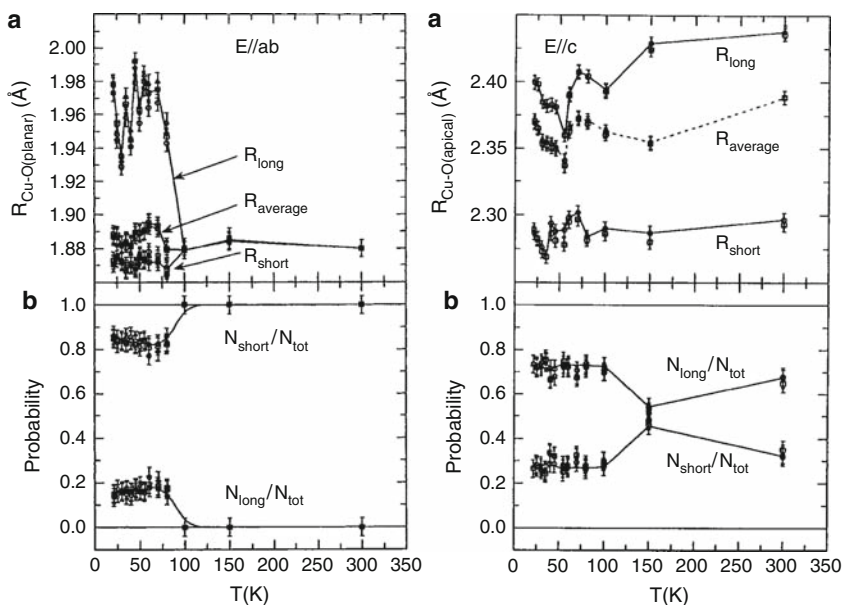 a
E//ab
R_Cu-O(planar) (Å)
2.00
1.98
1.96
1.94
1.92
1.90
1.88
R_long
R_average
R_short
b
Probability
1.0
0.8
0.6
0.4
0.2
0.0
N_short/N_tot
N_long/N_tot
0 50 100 150 200 250 300 350
T(K)
a
E//c
R_Cu-O(apical) (Å)
2.40
2.35
2.30
R_long
R_average
R_short
b
Probability
1.0
0.8
0.6
0.4
0.2
0.0
N_long/N_tot
N_short/N_tot
0 50 100 150 200 250 300 350
T(K)